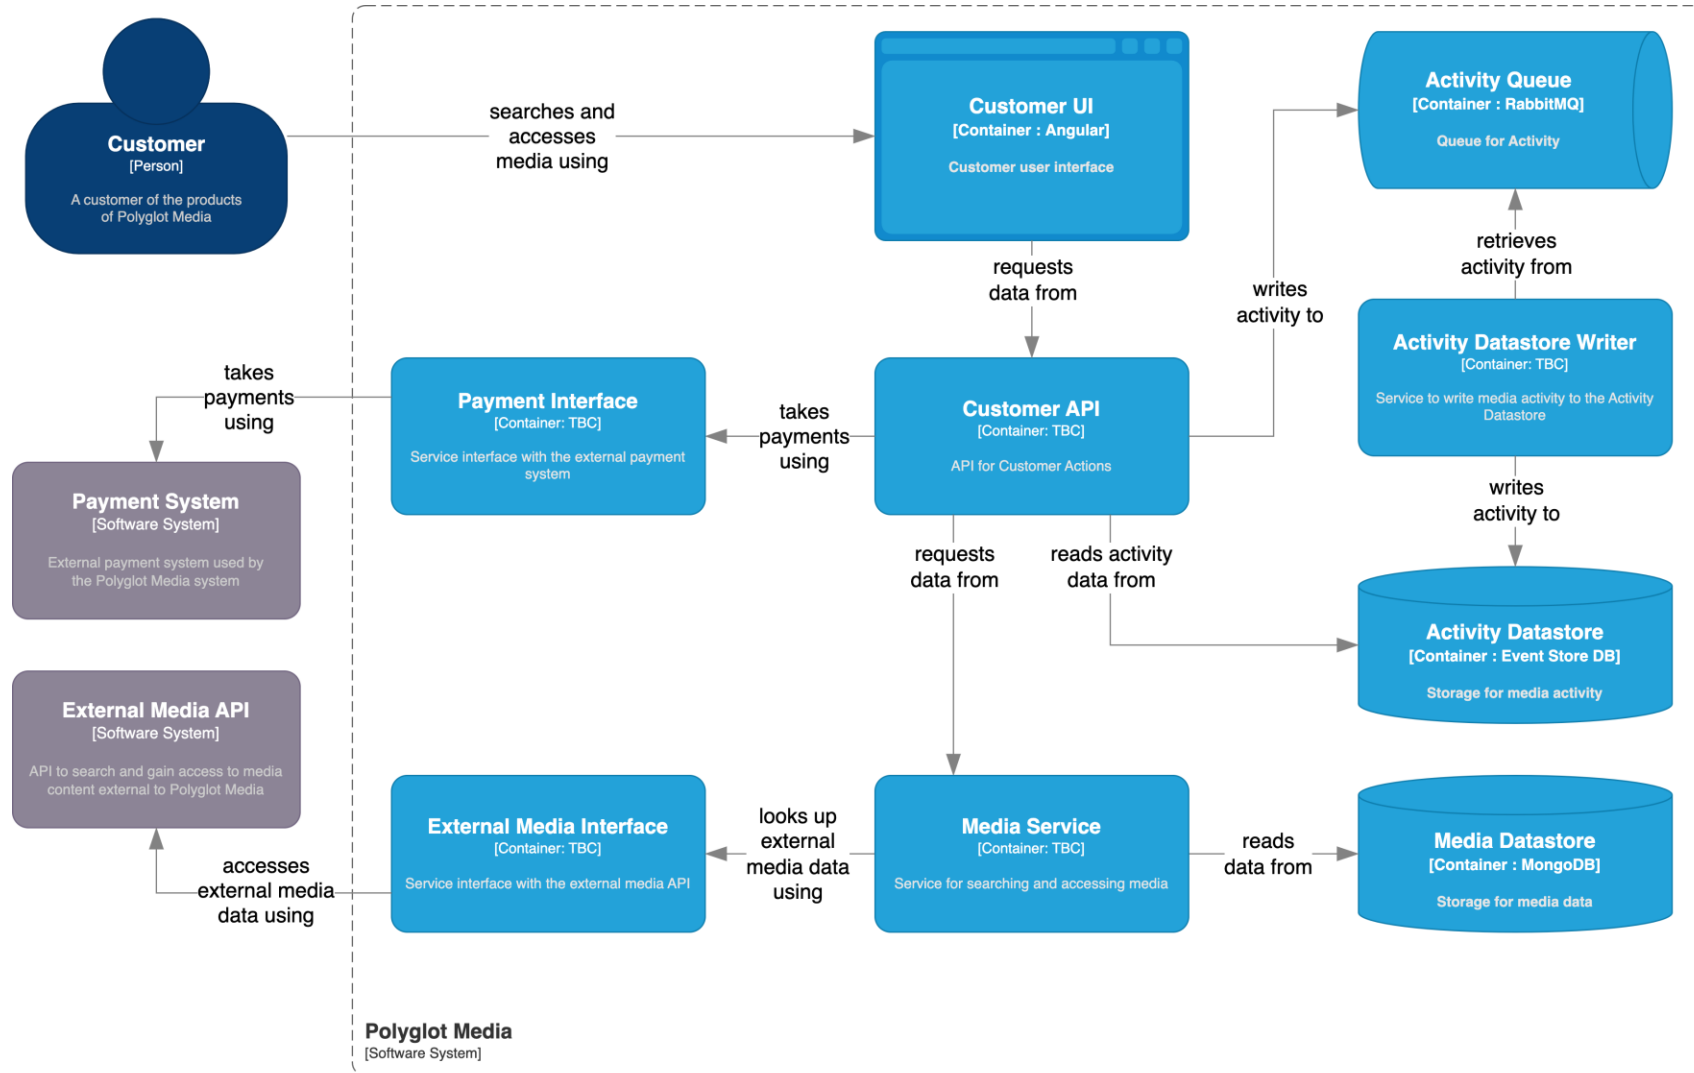 Customer
[Person]
A customer of the products
of Polyglot Media
searches and
accesses
media using
Customer UI
[Container : Angular]
Customer user interface
Activity Queue
[Container : RabbitMQ]
Queue for Activity
requests
data from
writes
activity to
retrieves
activity from
Activity Datastore Writer
[Container: TBC]
Service to write media activity to the Activity
Datastore
takes
payments
using
Payment Interface
[Container: TBC]
Service interface with the external payment
system
takes
payments
using
Customer API
[Container: TBC]
API for Customer Actions
Payment System
[Software System]
External payment system used by
the Polyglot Media system
requests
data from
reads activity
data from
writes
activity to
Activity Datastore
[Container : Event Store DB]
Storage for media activity
External Media API
[Software System]
API to search and gain access to media
content external to Polyglot Media
accesses
external media
data using
External Media Interface
[Container: TBC]
Service interface with the external media API
looks up
external
media data
using
Media Service
[Container: TBC]
Service for searching and accessing media
reads
data from
Media Datastore
[Container : MongoDB]
Storage for media data
Polyglot Media
[Software System]